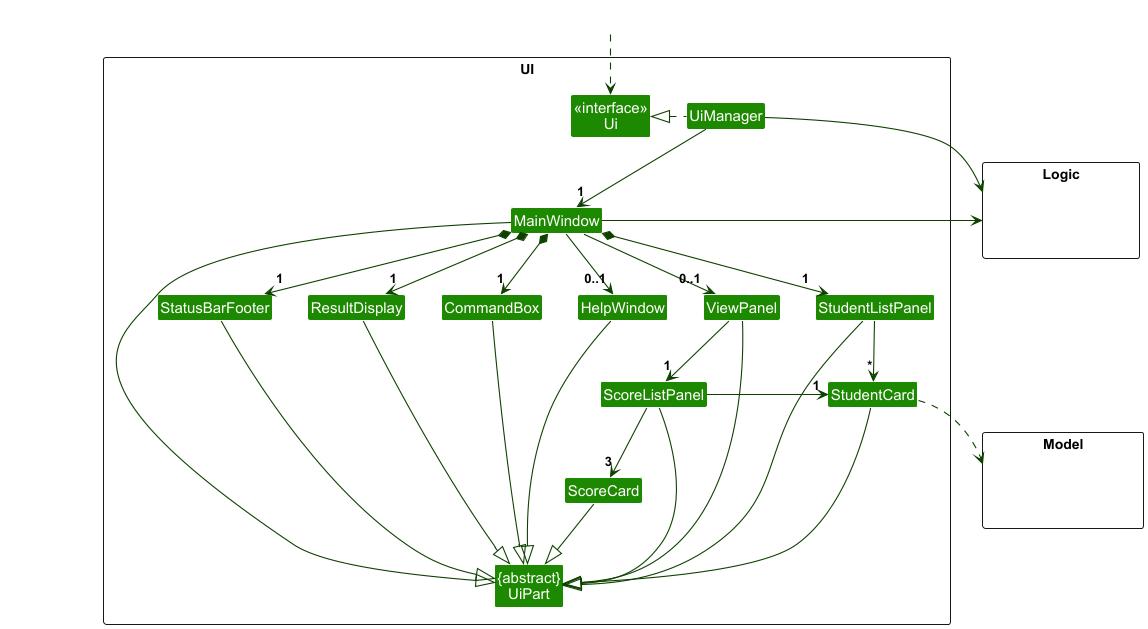 UI
«interface»
Ui
UiManager
Logic
1
MainWindow
1
1
1
0..1
0..1
1
StatusBarFooter
ResultDisplay
CommandBox
HelpWindow
ViewPanel
StudentListPanel
1
*
ScoreListPanel
1
StudentCard
Model
3
ScoreCard
{abstract}
UiPart